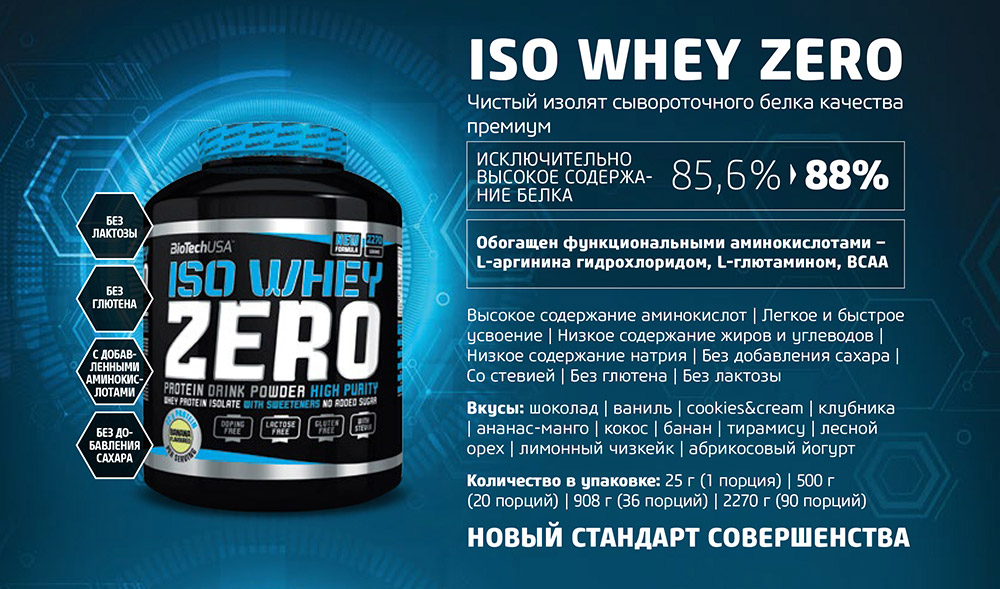 ISO WHEY ZERO
Чистый изолят сывороточного белка качества
премиум
ИСКЛЮЧИТЕЛЬНО
ВЫСОКОЕ СОДЕРЖА-
НИЕ БЕЛКА
85,6% 88%
Обогащен функциональными аминокислотами –
L-аргинина гидрохлоридом, L-глютамином, BCAA
Высокое содержание аминокислот | Легкое и быстрое
усвоение | Низкое содержание жиров и углеводов |
Низкое содержание натрия | Без добавления сахара |
Со стевией | Без глютена | Без лактозы
Вкусы: шоколад | ваниль | cookies&cream | клубника
| ананас-манго | кокос | банан | тирамису | лесной
орех | лимонный чизкейк | абрикосовый йогурт
Количество в упаковке: 25 г (1 порция) | 500 г
(20 порций) | 908 г (36 порций) | 2270 г (90 порций)
НОВЫЙ СТАНДАРТ СОВЕРШЕНСТВА
БЕЗ
ЛАКТОЗЫ
БЕЗ
ГЛЮТЕНА
С ДОБАВ-
ЛЕННЫМИ
АМИНОКИС-
ЛОТАМИ
БЕЗ ДО-
БАВЛЕНИЯ
САХАРА
BioTechUSA
NEW
FORMULA
2270
ISO WHEY
ZERO
PROTEIN DRINK POWDER HIGH PURITY
WHEY PROTEIN ISOLATE WITH SWEETENERS NO ADDED SUGAR
DOPING
FREE
LACTOSE
FREE
GLUTEN
FREE
WITH
STEVIA